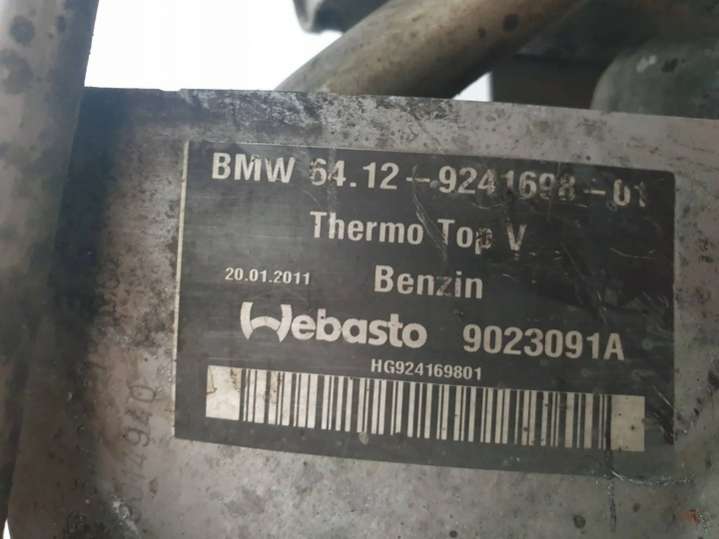 BMW 64.12-9241698-01
Thermo Top V
20.01.2011 Benzin
Webasto 9023091A
HG924169801